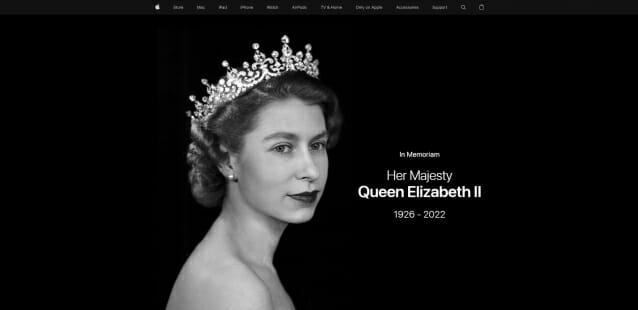 Store Mac iPad iPhone Watch AirPods TV & Home Only on Apple Accessories Support
In Memoriam
Her Majesty
Queen Elizabeth II
1926 - 2022